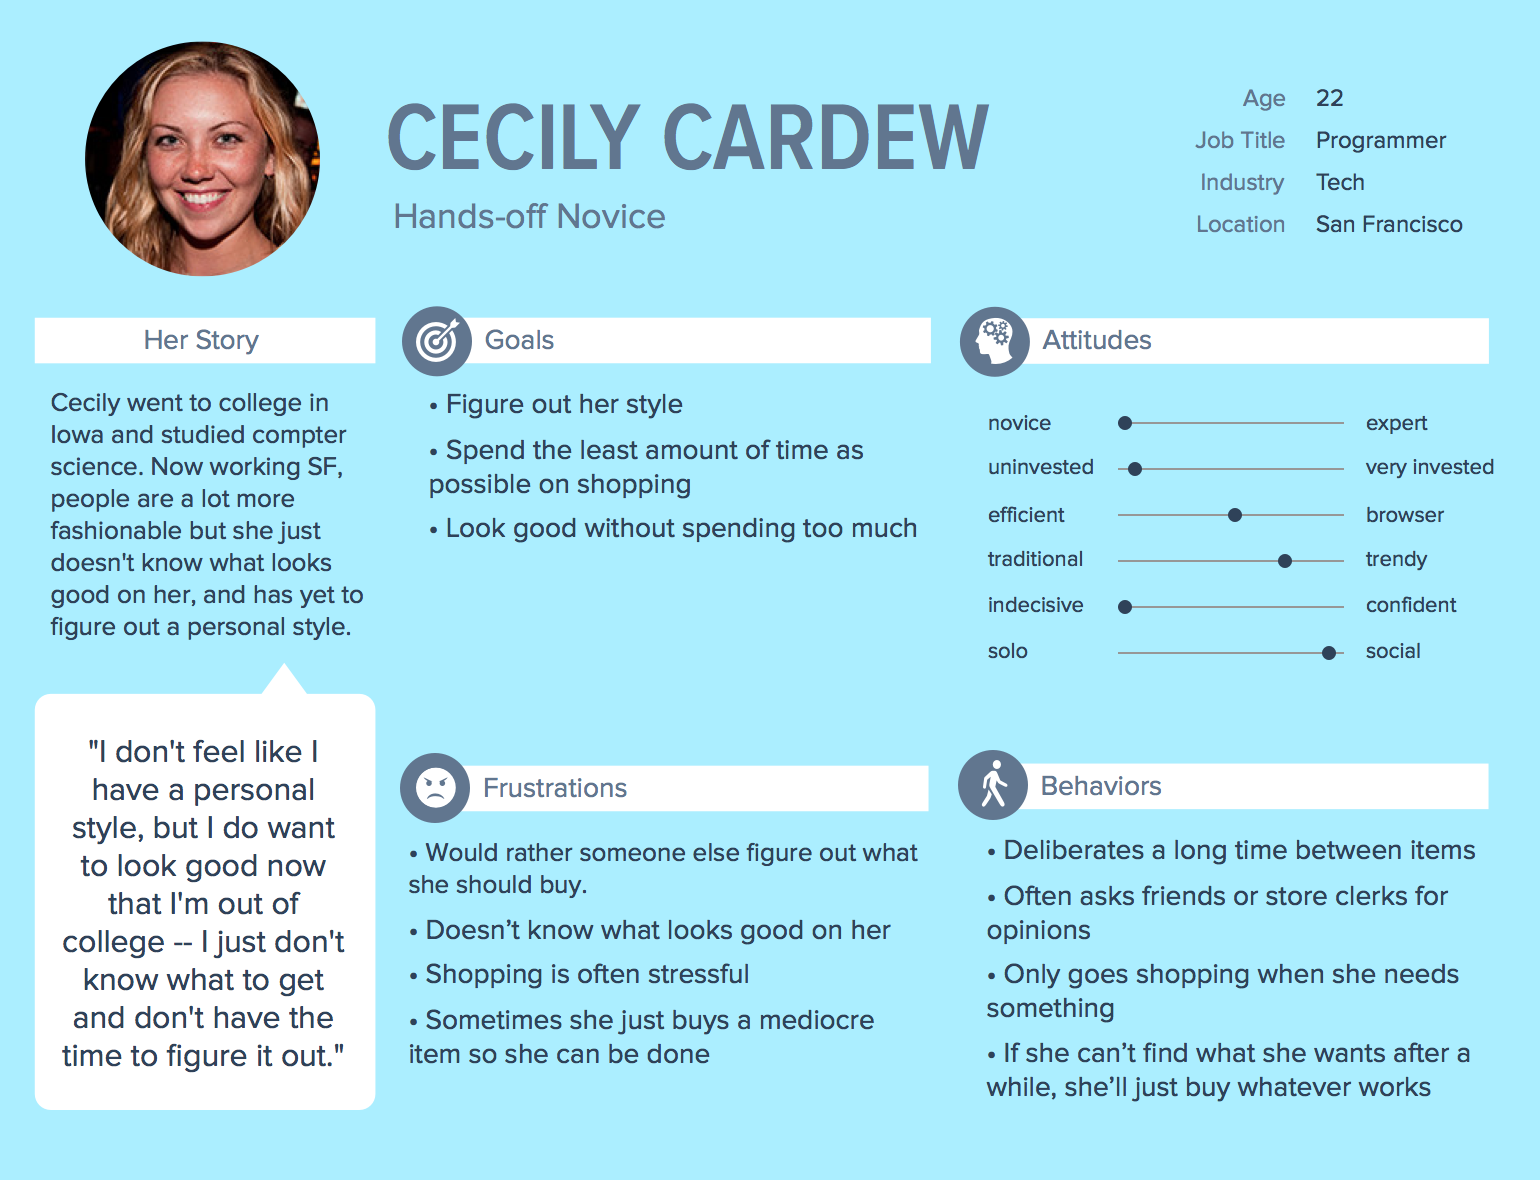 CECILY CARDEW
Hands-off Novice
Age 22
Job Title Programmer
Industry Tech
Location San Francisco
Her Story
Cecily went to college in
Iowa and studied compter
science. Now working SF,
people are a lot more
fashionable but she just
doesn't know what looks
good on her, and has yet to
figure out a personal style.
"I don't feel like I
have a personal
style, but I do want
to look good now
that I'm out of
college -- I just don't
know what to get
and don't have the
time to figure it out."
Goals
• Figure out her style
• Spend the least amount of time as
possible on shopping
• Look good without spending too much
Attitudes
novice expert
uninvested very invested
efficient browser
traditional trendy
indecisive confident
solo social
Frustrations
• Would rather someone else figure out what
she should buy.
• Doesn’t know what looks good on her
• Shopping is often stressful
• Sometimes she just buys a mediocre
item so she can be done
Behaviors
• Deliberates a long time between items
• Often asks friends or store clerks for
opinions
• Only goes shopping when she needs
something
• If she can’t find what she wants after a
while, she’ll just buy whatever works